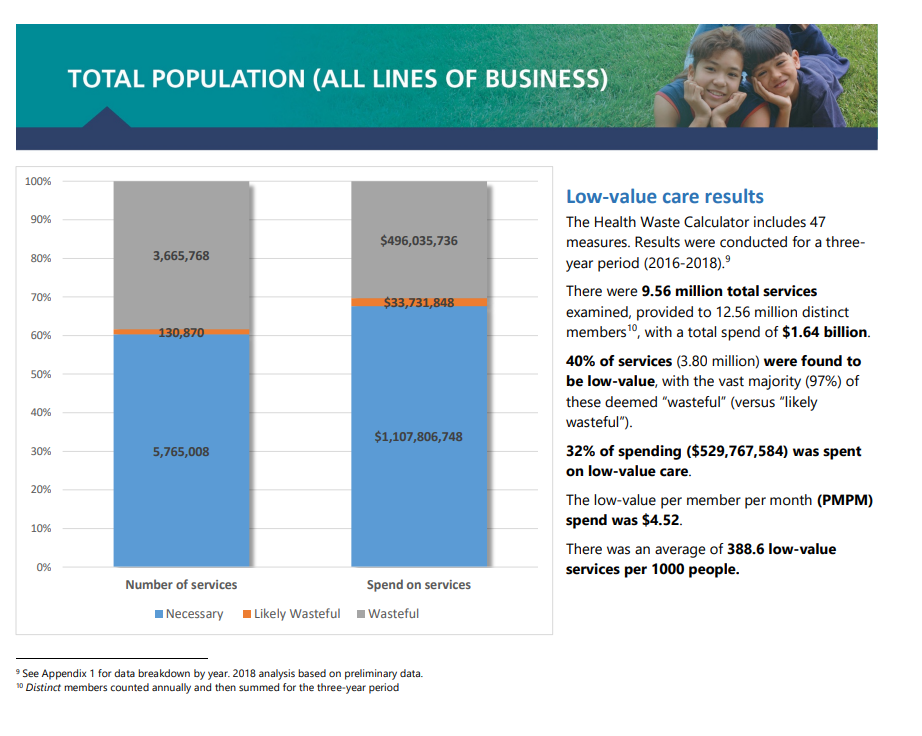 TOTAL POPULATION (ALL LINES OF BUSINESS)
100%
90%
80%
70%
60%
50%
40%
30%
20%
10%
0%
3,665,768
130,870
5,765,008
$496,035,736
$33,731,848
$1,107,806,748
Number of services
Spend on services
Necessary
Likely Wasteful
Wasteful
Low-value care results
The Health Waste Calculator includes 47
measures. Results were conducted for a three-
year period (2016-2018).⁹
There were 9.56 million total services
examined, provided to 12.56 million distinct
members¹⁰, with a total spend of $1.64 billion.
40% of services (3.80 million) were found to
be low-value, with the vast majority (97%) of
these deemed “wasteful” (versus “likely
wasteful”).
32% of spending ($529,767,584) was spent
on low-value care.
The low-value per member per month (PMPM)
spend was $4.52.
There was an average of 388.6 low-value
services per 1000 people.
⁹ See Appendix 1 for data breakdown by year. 2018 analysis based on preliminary data.
¹⁰ Distinct members counted annually and then summed for the three-year period